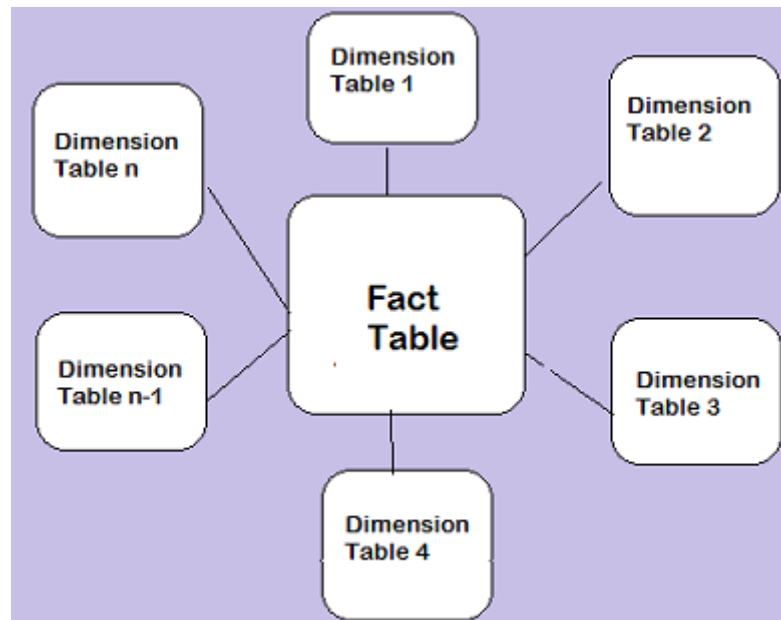 Dimension
Table 1
Dimension
Table 2
Dimension
Table n
Fact
Table
Dimension
Table n-1
Dimension
Table 3
Dimension
Table 4